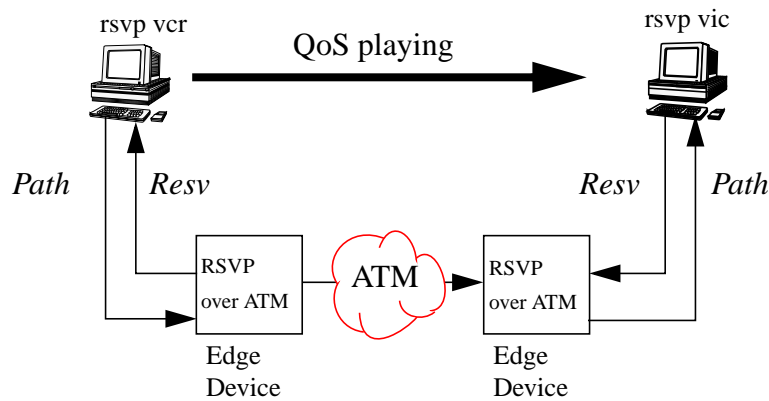 rsvp vcr
rsvp vic
QoS playing
Path
Resv
Resv
Path
RSVP
over ATM
ATM
RSVP
over ATM
Edge
Device
Edge
Device